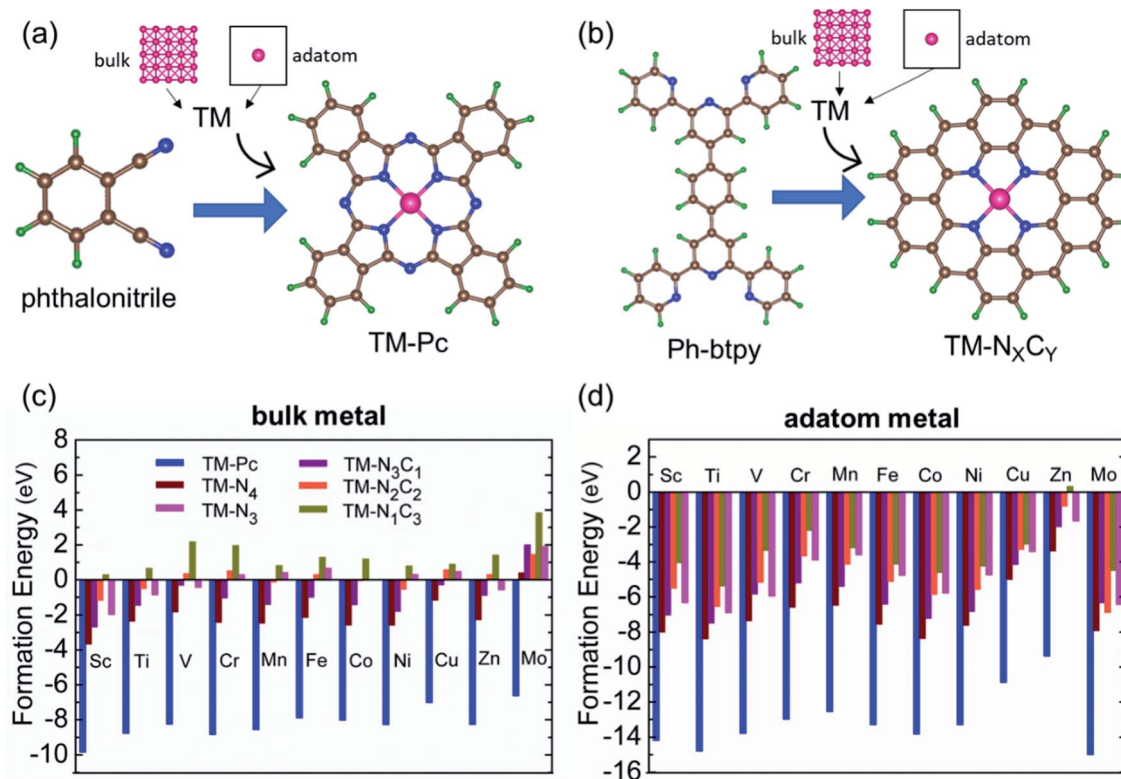 (a)
bulk
adatom
TM
phthalonitrile
TM-Pc
(b)
bulk
adatom
TM
Ph-btpy
TM-NXCY
(c)
bulk metal
Formation Energy (eV)
8
6
4
2
0
-2
-4
-6
-8
-10
TM-Pc
TM-N4
TM-N3
TM-N3C1
TM-N2C2
TM-N1C3
Sc Ti V Cr Mn Fe Co Ni Cu Zn Mo
(d)
adatom metal
Formation Energy (eV)
2
0
-2
-4
-6
-8
-10
-12
-14
-16
Sc Ti V Cr Mn Fe Co Ni Cu Zn Mo